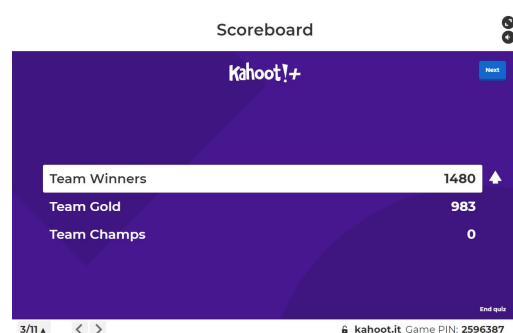 Scoreboard
Kahoot!+
Next
Team Winners 1480
Team Gold 983
Team Champs 0
End quiz
3/11 kahoot.it Game PIN: 2596387